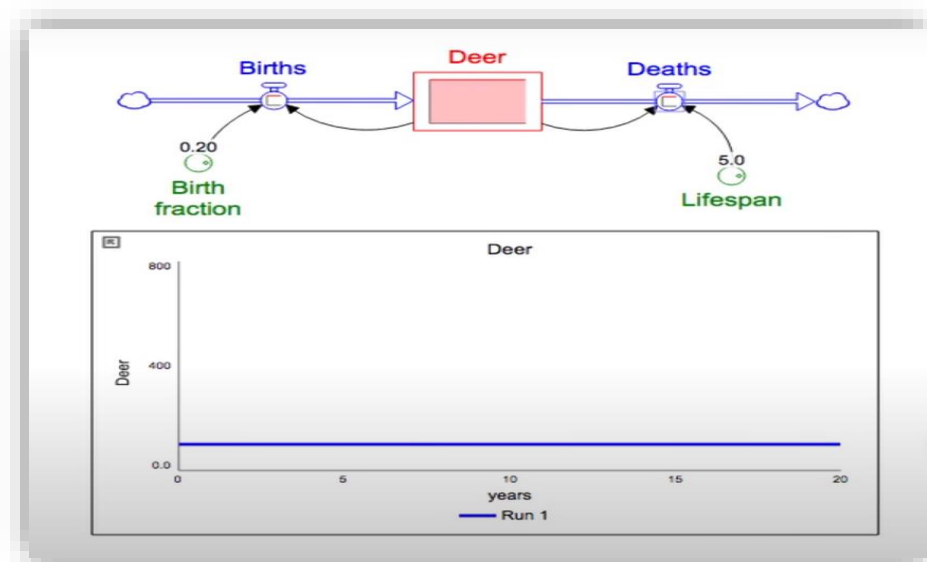 Births
Deer
Deaths
0.20
Birth
fraction
5.0
Lifespan
Deer
800
400
0.0
Deer
0
5
10
15
20
years
Run 1